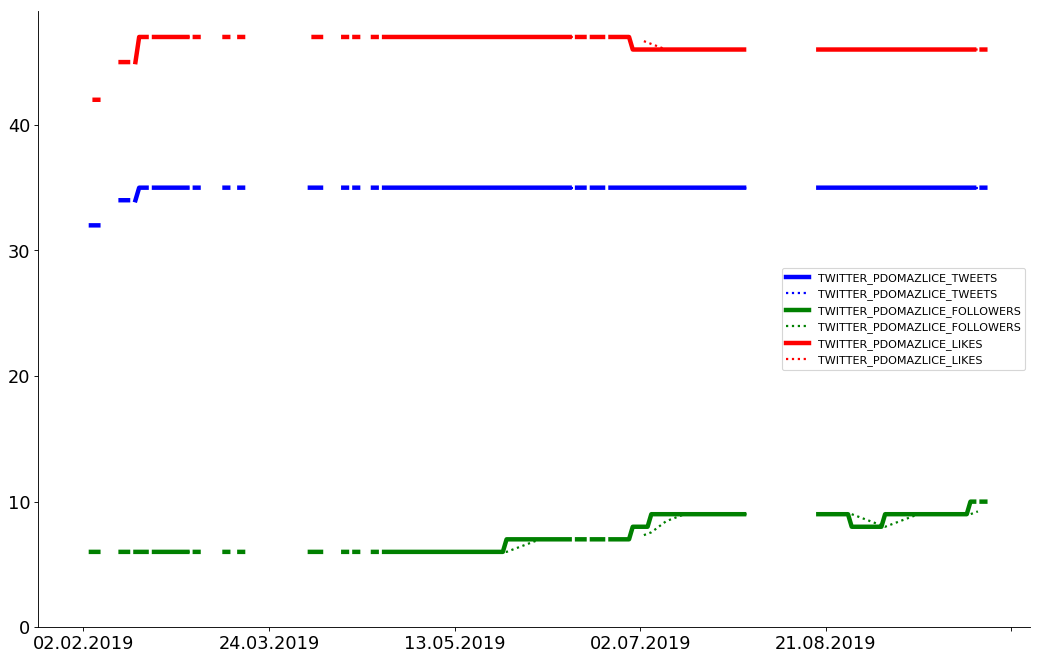 40
30
20
10
0
02.02.2019
24.03.2019
13.05.2019
02.07.2019
21.08.2019
TWITTER_PDOMAZLICE_TWEETS
TWITTER_PDOMAZLICE_TWEETS
TWITTER_PDOMAZLICE_FOLLOWERS
TWITTER_PDOMAZLICE_FOLLOWERS
TWITTER_PDOMAZLICE_LIKES
TWITTER_PDOMAZLICE_LIKES